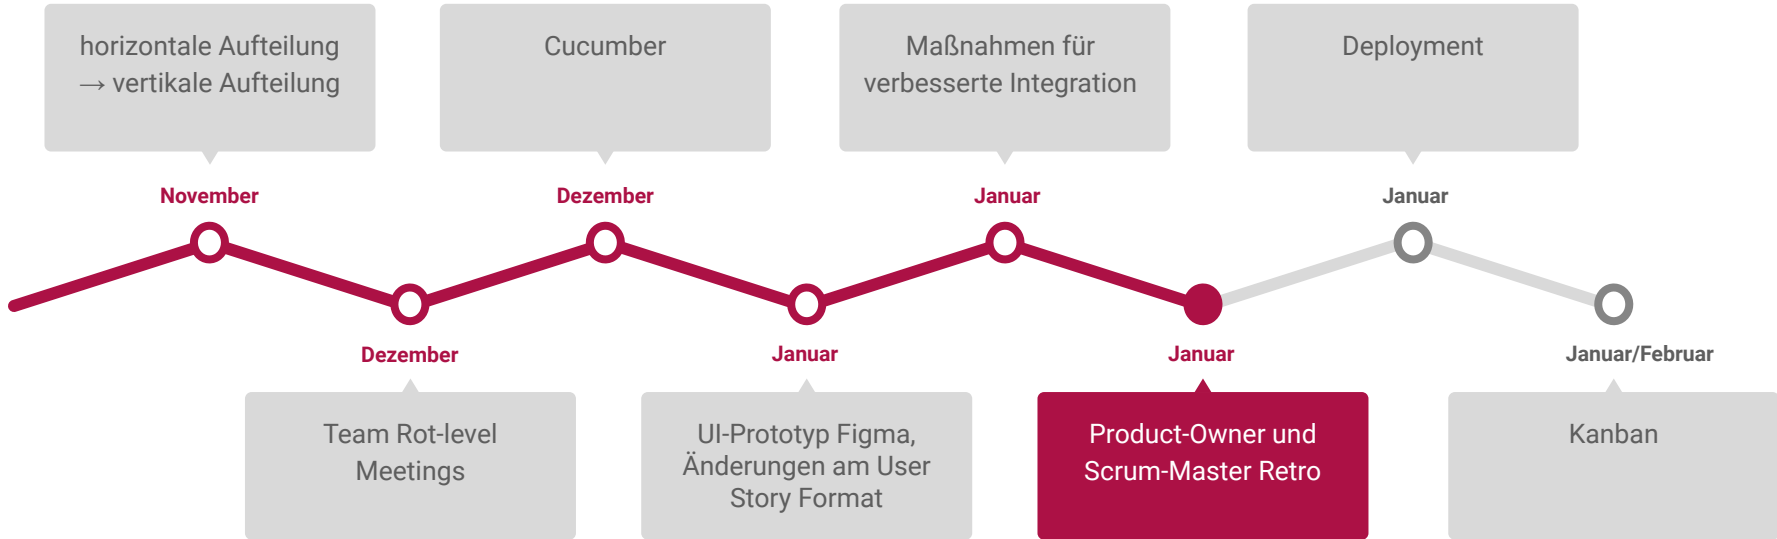 horizontale Aufteilung
→ vertikale Aufteilung
Cucumber
Maßnahmen für
verbesserte Integration
Deployment
November
Dezember
Januar
Januar
Dezember
Januar
Januar
Januar/Februar
Team Rot-level
Meetings
UI-Prototyp Figma,
Änderungen am User
Story Format
Product-Owner und
Scrum-Master Retro
Kanban